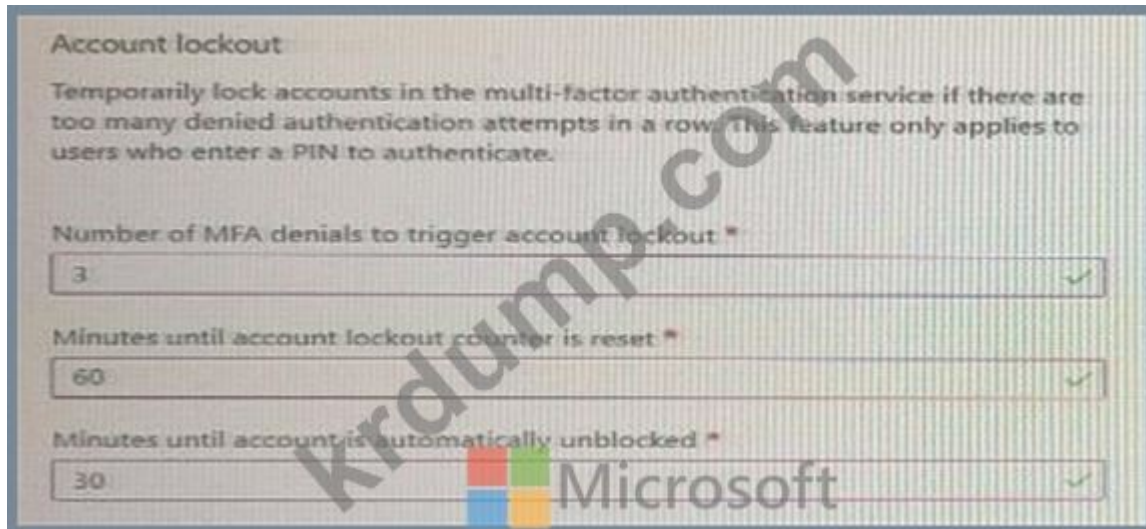 Account lockout
Temporarily lock accounts in the multi-factor authentication service if there are
too many denied authentication attempts in a row. This feature only applies to
users who enter a PIN to authenticate.
Number of MFA denials to trigger account lockout *
3
Minutes until account lockout counter is reset *
60
Minutes until account is automatically unblocked *
30
Microsoft
krdump.com